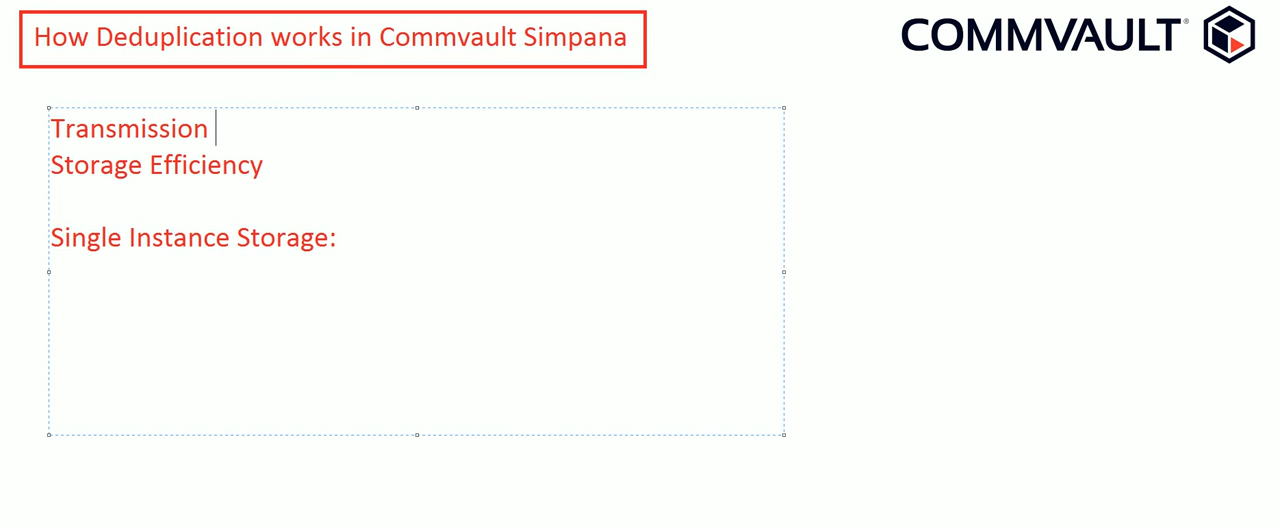 How Deduplication works in Commvault Simpana
COMMVAULT®
Transmission
Storage Efficiency
Single Instance Storage: